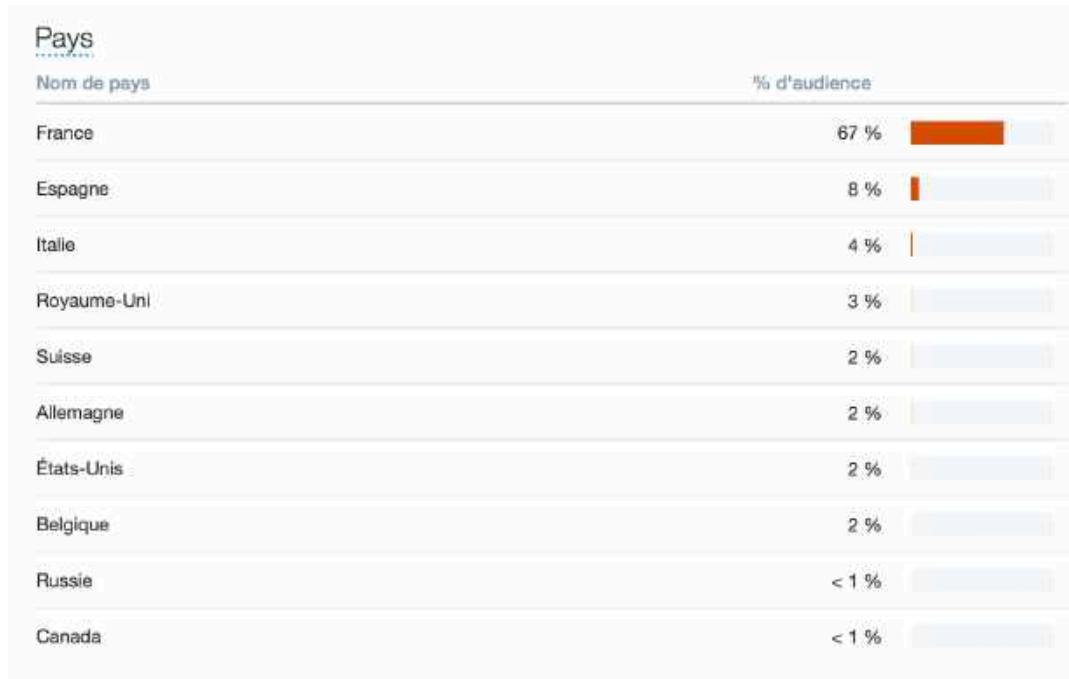 Pays
Nom de pays % d'audience
France 67 %
Espagne 8 %
Italie 4 %
Royaume-Uni 3 %
Suisse 2 %
Allemagne 2 %
États-Unis 2 %
Belgique 2 %
Russie < 1 %
Canada < 1 %